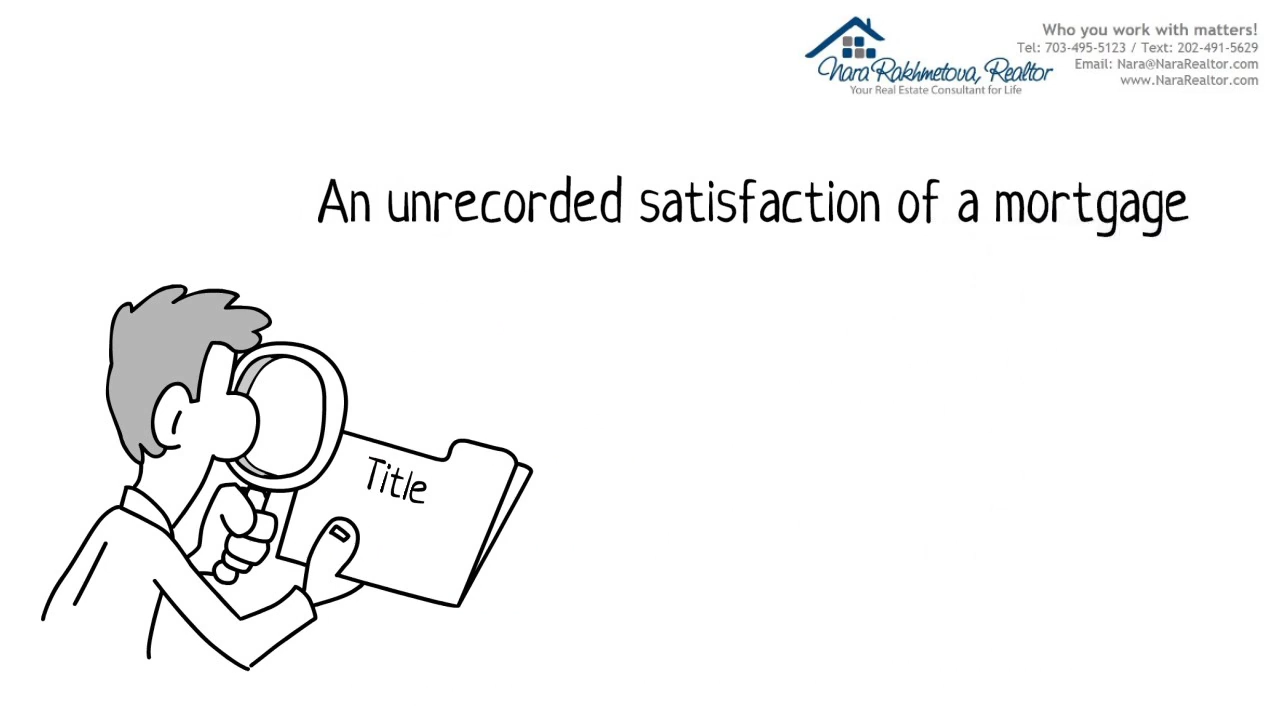 Who you work with matters!
Tel: 703-495-5123 / Text: 202-491-5629
Email: Nara@NaraRealtor.com
www.NaraRealtor.com
Nara Rakhmetova, Realtor
Your Real Estate Consultant for Life
An unrecorded satisfaction of a mortgage
Title